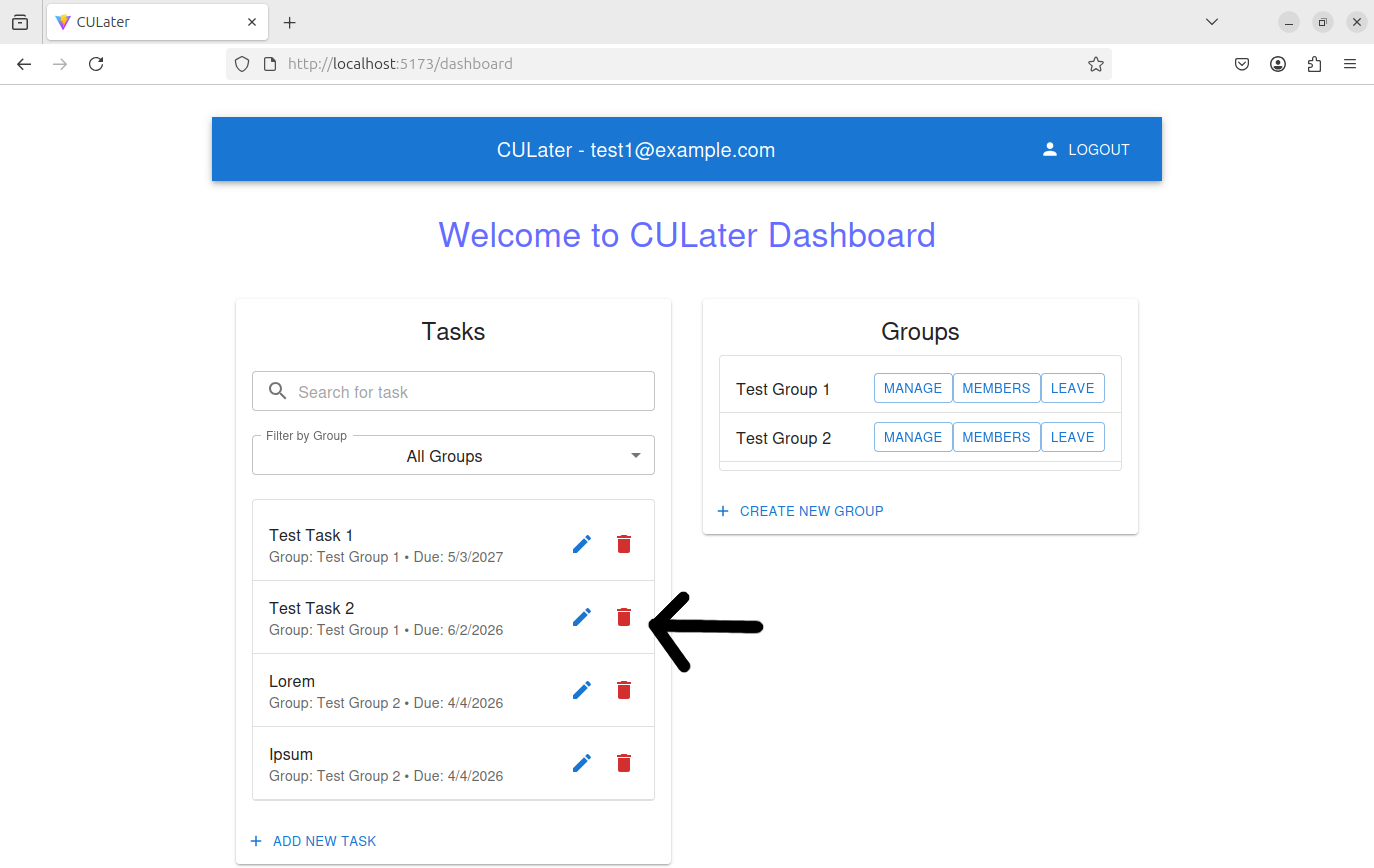 CULater
http://localhost:5173/dashboard
CULater - test1@example.com
LOGOUT
Welcome to CULater Dashboard
Tasks
Search for task
Filter by Group
All Groups
Test Task 1
Group: Test Group 1 • Due: 5/3/2027
Test Task 2
Group: Test Group 1 • Due: 6/2/2026
Lorem
Group: Test Group 2 • Due: 4/4/2026
Ipsum
Group: Test Group 2 • Due: 4/4/2026
ADD NEW TASK
Groups
Test Group 1 MANAGE MEMBERS LEAVE
Test Group 2 MANAGE MEMBERS LEAVE
CREATE NEW GROUP